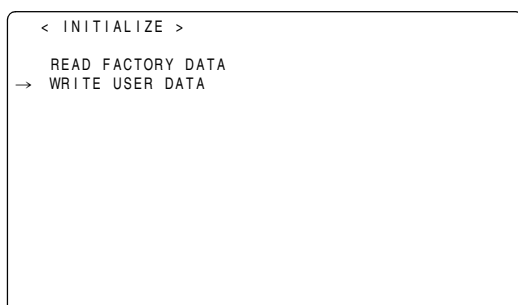 < INITIALIZE >
READ FACTORY DATA
→ WRITE USER DATA